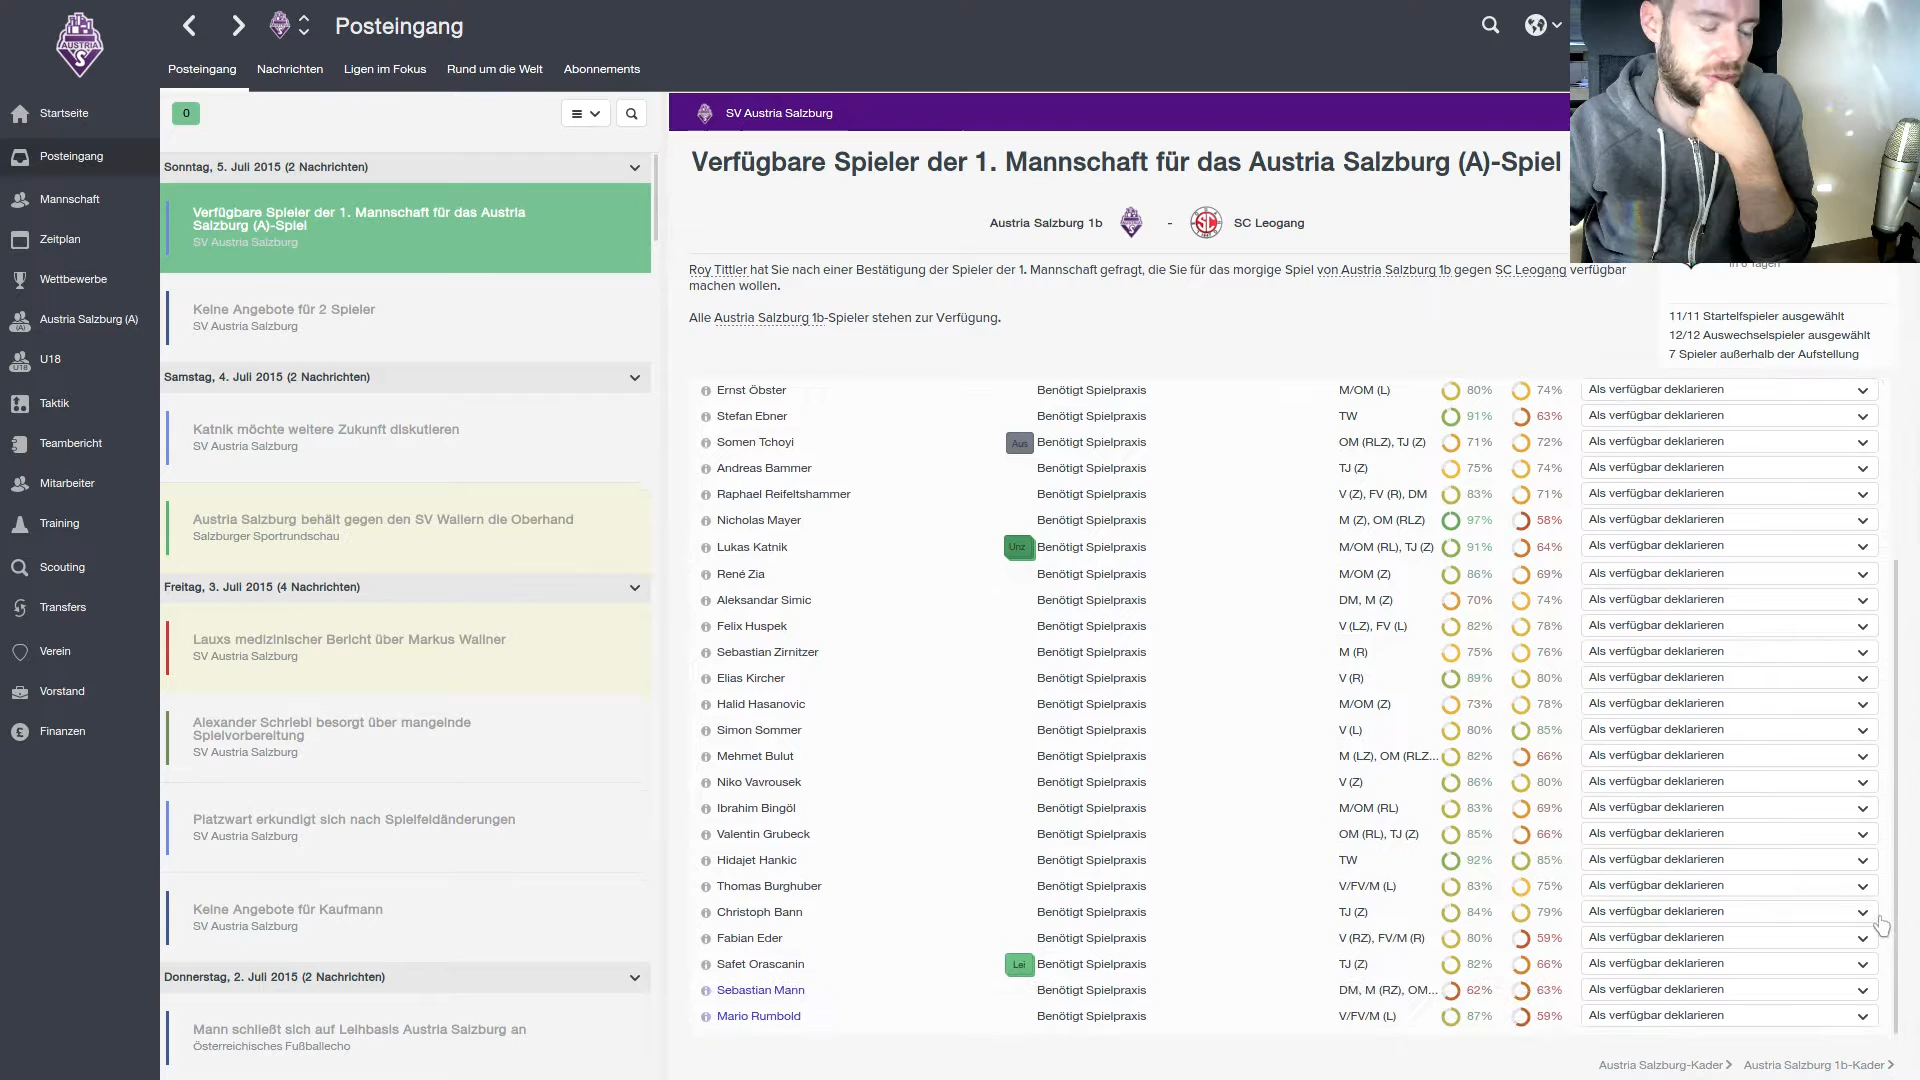 Posteingang
Posteingang
Nachrichten
Ligen im Fokus
Rund um die Welt
Abonnements
AUSTRIA
S
Startseite
Posteingang
Mannschaft
Zeitplan
Wettbewerbe
Austria Salzburg (A)
U18
Taktik
Teambericht
Mitarbeiter
Training
Scouting
Transfers
Verein
Vorstand
Finanzen
0
Sonntag, 5. Juli 2015 (2 Nachrichten)
Verfügbare Spieler der 1. Mannschaft für das Austria
Salzburg (A)-Spiel
SV Austria Salzburg
Keine Angebote für 2 Spieler
SV Austria Salzburg
Samstag, 4. Juli 2015 (2 Nachrichten)
Katnik möchte weitere Zukunft diskutieren
SV Austria Salzburg
Austria Salzburg behält gegen den SV Wallern die Oberhand
Salzburger Sportrundschau
Freitag, 3. Juli 2015 (4 Nachrichten)
Lauxs medizinischer Bericht über Markus Wallner
SV Austria Salzburg
Alexander Schriebl besorgt über mangelnde
Spielvorbereitung
SV Austria Salzburg
Platzwart erkundigt sich nach Spielfeldänderungen
SV Austria Salzburg
Keine Angebote für Kaufmann
SV Austria Salzburg
Donnerstag, 2. Juli 2015 (2 Nachrichten)
Mann schließt sich auf Leihbasis Austria Salzburg an
Österreichisches Fußballecho
SV Austria Salzburg
Verfügbare Spieler der 1. Mannschaft für das Austria Salzburg (A)-Spiel
Austria Salzburg 1b - SC Leogang
Roy Tittler hat Sie nach einer Bestätigung der Spieler der 1. Mannschaft gefragt, die Sie für das morgige Spiel von Austria Salzburg 1b gegen SC Leogang verfügbar
machen wollen.
Alle Austria Salzburg 1b-Spieler stehen zur Verfügung.
in 6 Tagen
11/11 Startelfspieler ausgewählt
12/12 Auswechselspieler ausgewählt
7 Spieler außerhalb der Aufstellung
Ernst Öbster Benötigt Spielpraxis M/OM (L) 80% 74% Als verfügbar deklarieren
Stefan Ebner Benötigt Spielpraxis TW 91% 63% Als verfügbar deklarieren
Somen Tchoyi Aus Benötigt Spielpraxis OM (RLZ), TJ (Z) 71% 72% Als verfügbar deklarieren
Andreas Bammer Benötigt Spielpraxis TJ (Z) 75% 74% Als verfügbar deklarieren
Raphael Reifeltshammer Benötigt Spielpraxis V (Z), FV (R), DM 83% 71% Als verfügbar deklarieren
Nicholas Mayer Benötigt Spielpraxis M (Z), OM (RLZ) 97% 58% Als verfügbar deklarieren
Lukas Katnik Unz Benötigt Spielpraxis M/OM (RL), TJ (Z) 91% 64% Als verfügbar deklarieren
René Zia Benötigt Spielpraxis M/OM (Z) 86% 69% Als verfügbar deklarieren
Aleksandar Simic Benötigt Spielpraxis DM, M (Z) 70% 74% Als verfügbar deklarieren
Felix Huspek Benötigt Spielpraxis V (LZ), FV (L) 82% 78% Als verfügbar deklarieren
Sebastian Zirnitzer Benötigt Spielpraxis M (R) 75% 76% Als verfügbar deklarieren
Elias Kircher Benötigt Spielpraxis V (R) 89% 80% Als verfügbar deklarieren
Halid Hasanovic Benötigt Spielpraxis M/OM (Z) 73% 78% Als verfügbar deklarieren
Simon Sommer Benötigt Spielpraxis V (L) 80% 85% Als verfügbar deklarieren
Mehmet Bulut Benötigt Spielpraxis M (LZ), OM (RLZ... 82% 66% Als verfügbar deklarieren
Niko Vavrousek Benötigt Spielpraxis V (Z) 86% 80% Als verfügbar deklarieren
Ibrahim Bingöl Benötigt Spielpraxis M/OM (RL) 83% 69% Als verfügbar deklarieren
Valentin Grubeck Benötigt Spielpraxis OM (RL), TJ (Z) 85% 66% Als verfügbar deklarieren
Hidajet Hankic Benötigt Spielpraxis TW 92% 85% Als verfügbar deklarieren
Thomas Burghuber Benötigt Spielpraxis V/FV/M (L) 83% 75% Als verfügbar deklarieren
Christoph Bann Benötigt Spielpraxis TJ (Z) 84% 79% Als verfügbar deklarieren
Fabian Eder Benötigt Spielpraxis V (RZ), FV/M (R) 80% 59% Als verfügbar deklarieren
Safet Orascanin Lei Benötigt Spielpraxis TJ (Z) 82% 66% Als verfügbar deklarieren
Sebastian Mann Benötigt Spielpraxis DM, M (RZ), OM... 62% 63% Als verfügbar deklarieren
Mario Rumbold Benötigt Spielpraxis V/FV/M (L) 87% 59% Als verfügbar deklarieren
Austria Salzburg-Kader
Austria Salzburg 1b-Kader